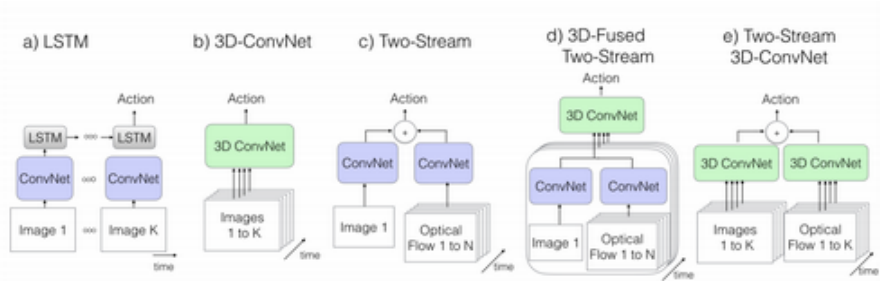 a) LSTM
Action
LSTM
LSTM
ConvNet
ConvNet
Image 1
Image K
time
b) 3D-ConvNet
Action
3D ConvNet
Images
1 to K
time
c) Two-Stream
Action
+
ConvNet
ConvNet
Image 1
Optical
Flow 1 to N
time
d) 3D-Fused
Two-Stream
Action
3D ConvNet
ConvNet
ConvNet
Image 1
Optical
Flow 1 to N
time
e) Two-Stream
3D-ConvNet
Action
+
3D ConvNet
3D ConvNet
Images
1 to K
Optical
Flow 1 to K
time